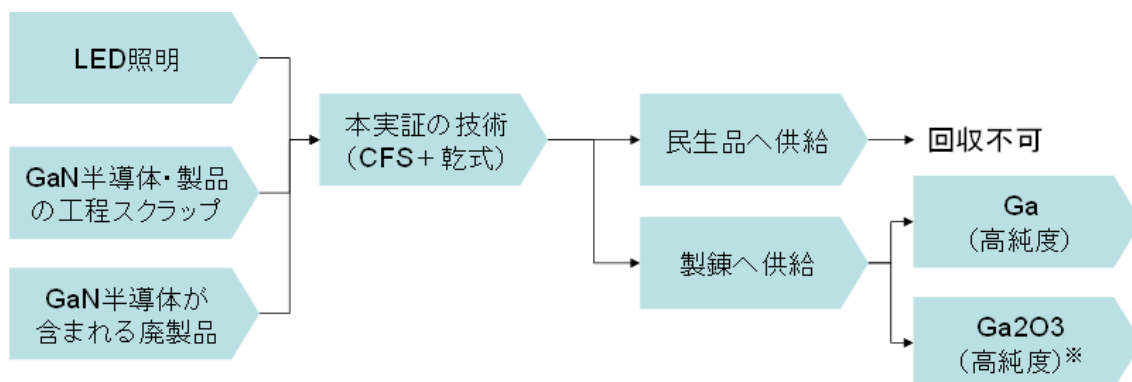 LED照明
GaN半導体・製品
の工程スクラップ
GaN半導体が
含まれる廃製品
本実証の技術
（CFS＋乾式）
民生品へ供給
回収不可
製錬へ供給
Ga
（高純度）
Ga2O3
（高純度）※